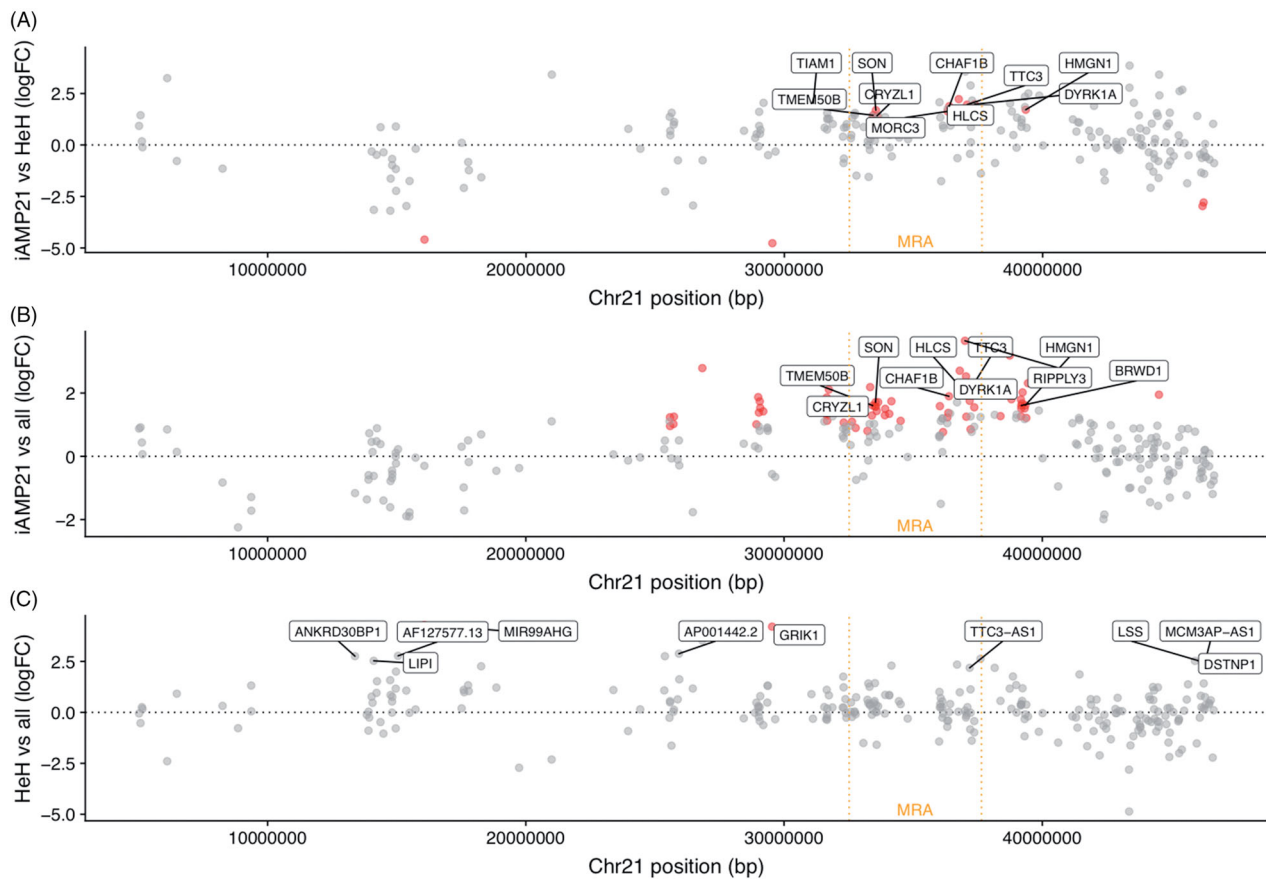 (A)
iAMP21 vs HeH (logFC)
2.5
0.0
−2.5
−5.0
TIAM1
SON
CHAF1B
HMGN1
TTC3
TMEM50B
CRYZL1
DYRK1A
MORC3
HLCS
MRA
10000000
20000000
30000000
40000000
Chr21 position (bp)
(B)
iAMP21 vs all (logFC)
2
0
−2
SON
HLCS
TTC3
HMGN1
TMEM50B
CHAF1B
DYRK1A
RIPPLY3
BRWD1
CRYZL1
MRA
10000000
20000000
30000000
40000000
Chr21 position (bp)
(C)
HeH vs all (logFC)
2.5
0.0
−2.5
−5.0
ANKRD30BP1
AF127577.13
MIR99AHG
AP001442.2
GRIK1
TTC3−AS1
LSS
MCM3AP−AS1
LIPI
DSTNP1
MRA
10000000
20000000
30000000
40000000
Chr21 position (bp)